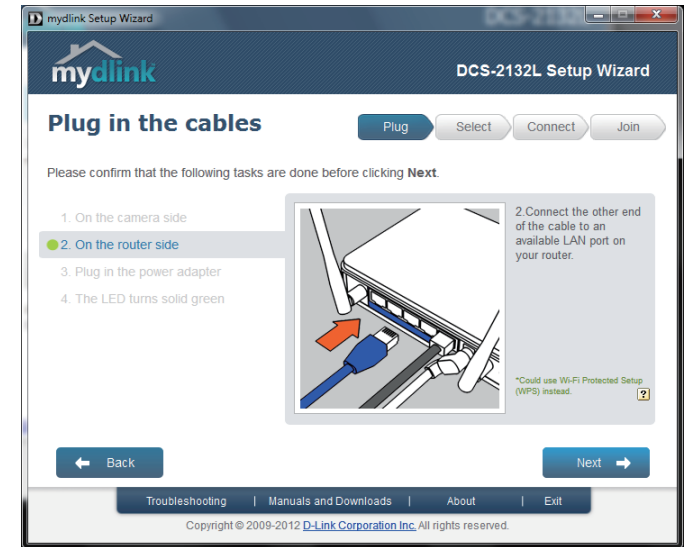 mydlink Setup Wizard
mydlink
DCS-2132L Setup Wizard
Plug in the cables
Plug
Select
Connect
Join
Please confirm that the following tasks are done before clicking Next.
1. On the camera side
2. On the router side
3. Plug in the power adapter
4. The LED turns solid green
2.Connect the other end
of the cable to an
available LAN port on
your router.
*Could use Wi-Fi Protected Setup
(WPS) instead.
?
Back
Next
Troubleshooting | Manuals and Downloads | About | Exit
Copyright © 2009-2012 D-Link Corporation Inc. All rights reserved.